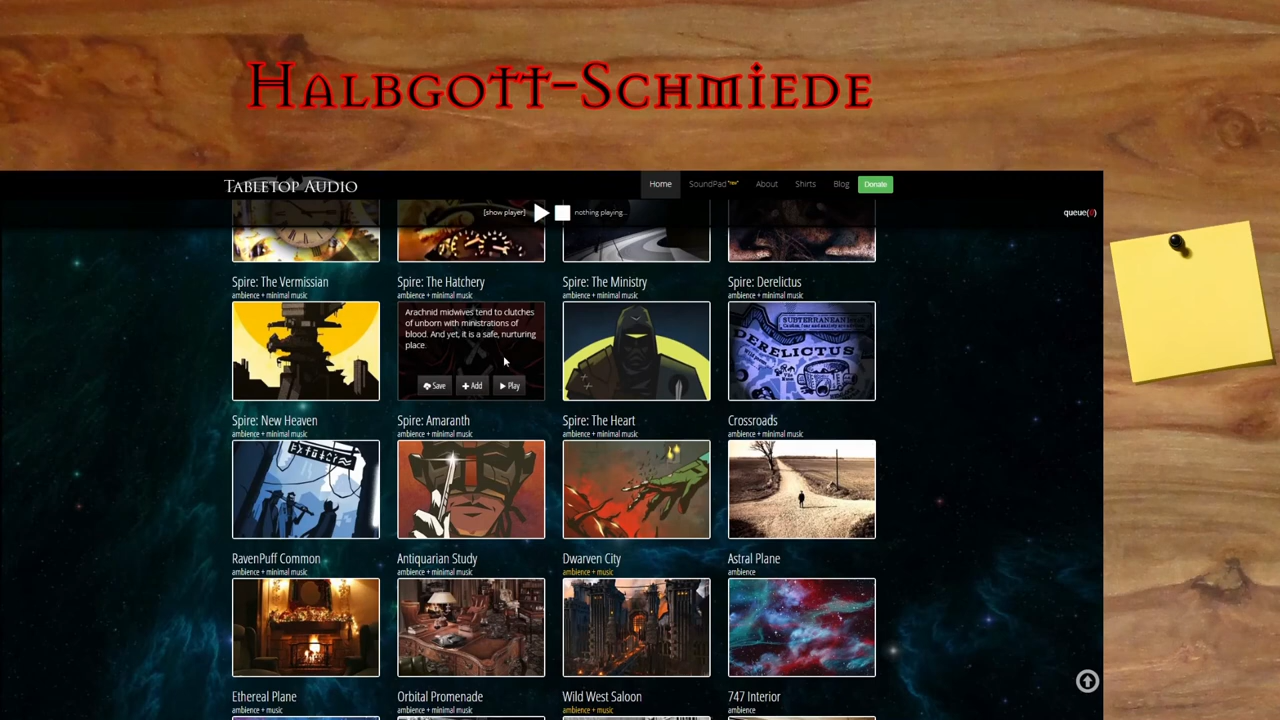 Halbgott-Schmiede
Tabletop Audio
Home SoundPad *new* About Shirts Blog Donate
[show player] nothing playing... queue(0)
Spire: The Vermissian Spire: The Hatchery Spire: The Ministry Spire: Derelictus
ambience + minimal music ambience + minimal music ambience + minimal music ambience + minimal music
Arachnid midwives tend to clutches
of unborn with ministrations of
blood. And yet, it is a safe, nurturing
place.
Save Add Play
SUBTERRANEAN
DERELICTUS
Spire: New Heaven Spire: Amaranth Spire: The Heart Crossroads
ambience + minimal music ambience + minimal music ambience + minimal music ambience + minimal music
RavenPuff Common Antiquarian Study Dwarven City Astral Plane
ambience + minimal music ambience + minimal music ambience + music ambience
Ethereal Plane Orbital Promenade Wild West Saloon 747 Interior
ambience + music ambience + minimal music ambience + music ambience